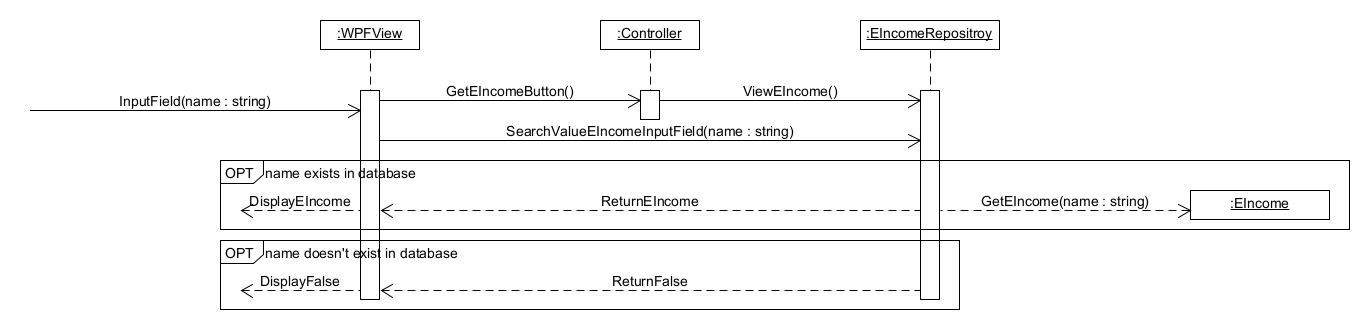 :WPFView
:Controller
:EIncomeRepositroy
InputField(name : string)
GetEIncomeButton()
ViewEIncome()
SearchValueEIncomeInputField(name : string)
OPT
name exists in database
DisplayEIncome
ReturnEIncome
GetEIncome(name : string)
:EIncome
OPT
name doesn't exist in database
DisplayFalse
ReturnFalse